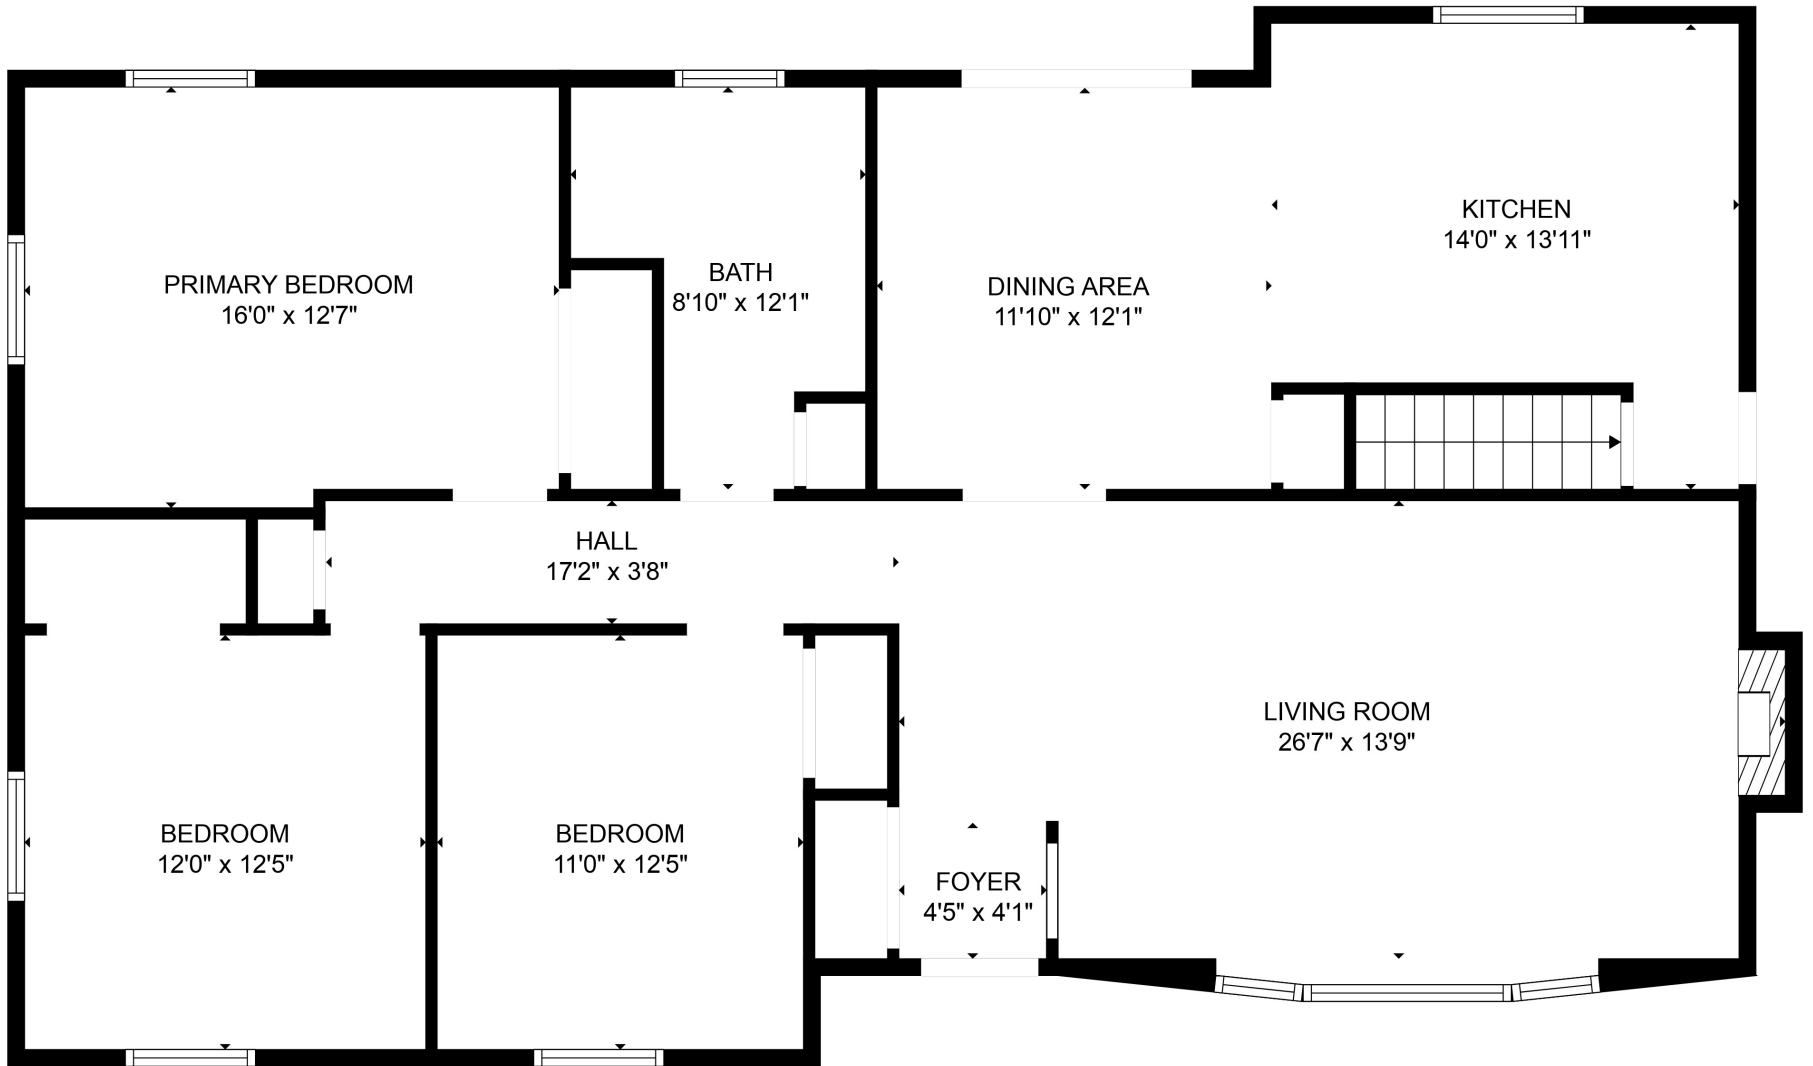 KITCHEN
14'0" x 13'11"
PRIMARY BEDROOM
16'0" x 12'7"
BATH
8'10" x 12'1"
DINING AREA
11'10" x 12'1"
HALL
17'2" x 3'8"
LIVING ROOM
26'7" x 13'9"
BEDROOM
12'0" x 12'5"
BEDROOM
11'0" x 12'5"
FOYER
4'5" x 4'1"